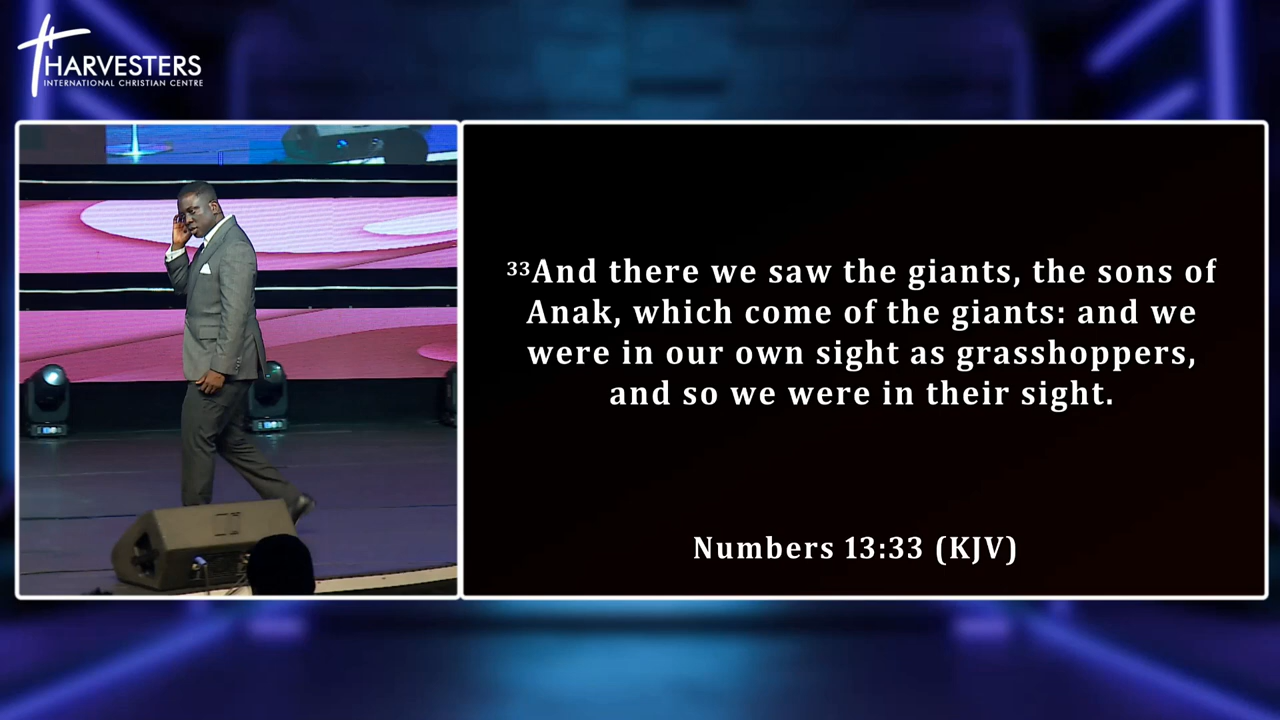 HARVESTERS
INTERNATIONAL CHRISTIAN CENTRE
³³And there we saw the giants, the sons of
Anak, which come of the giants: and we
were in our own sight as grasshoppers,
and so we were in their sight.
Numbers 13:33 (KJV)